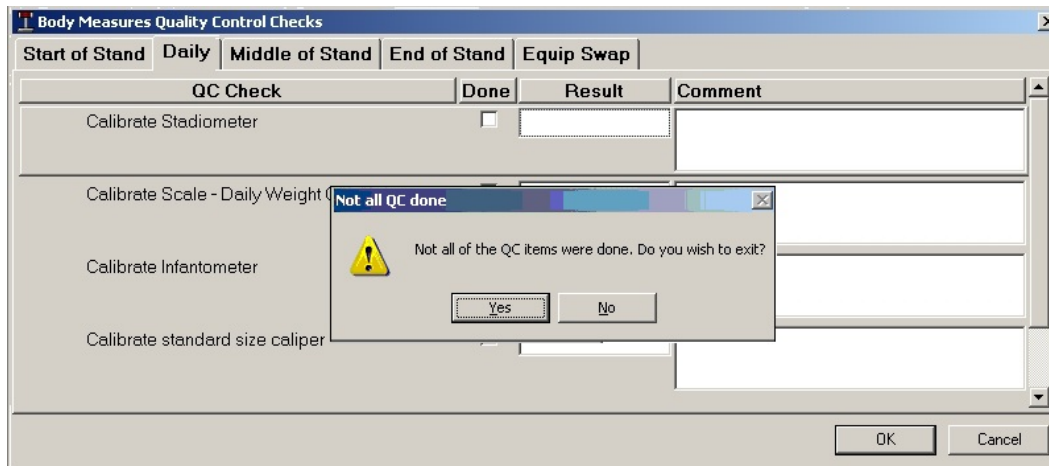 Body Measures Quality Control Checks
Start of Stand Daily Middle of Stand End of Stand Equip Swap
QC Check Done Result Comment
Calibrate Stadiometer
Calibrate Scale - Daily Weight
Not all QC done
Not all of the QC items were done. Do you wish to exit?
Calibrate Infantometer
Yes No
Calibrate standard size caliper
OK Cancel